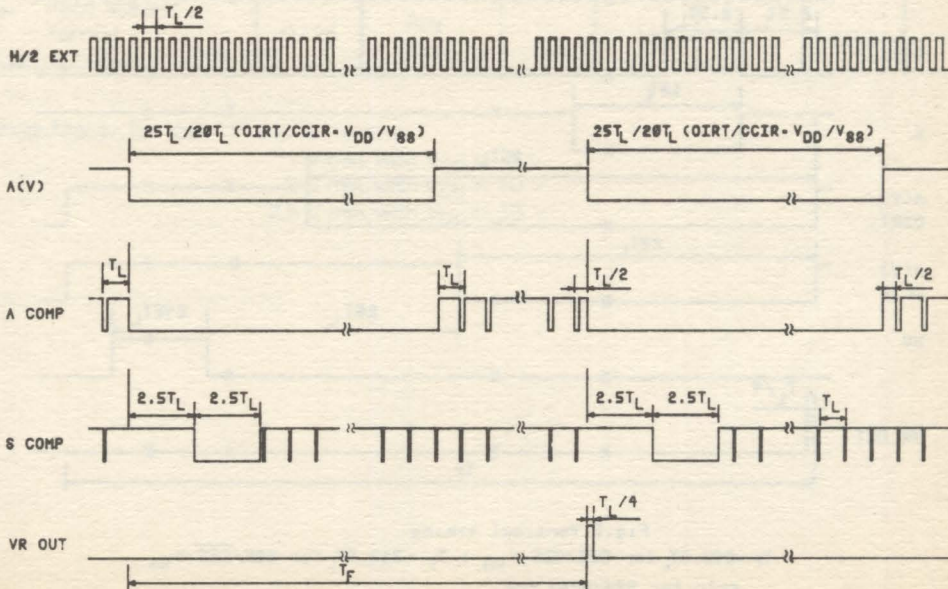 T_L/2
H/2 EXT
25T_L/20T_L (OIRT/CCIR=V_DD/V_SS) 25T_L/20T_L (OIRT/CCIR=V_DD/V_SS)
A(V)
T_L T_L T_L/2 T_L/2
A COMP
2.5T_L 2.5T_L 2.5T_L 2.5T_L T_L
S COMP
T_L/4
VR OUT
T_F